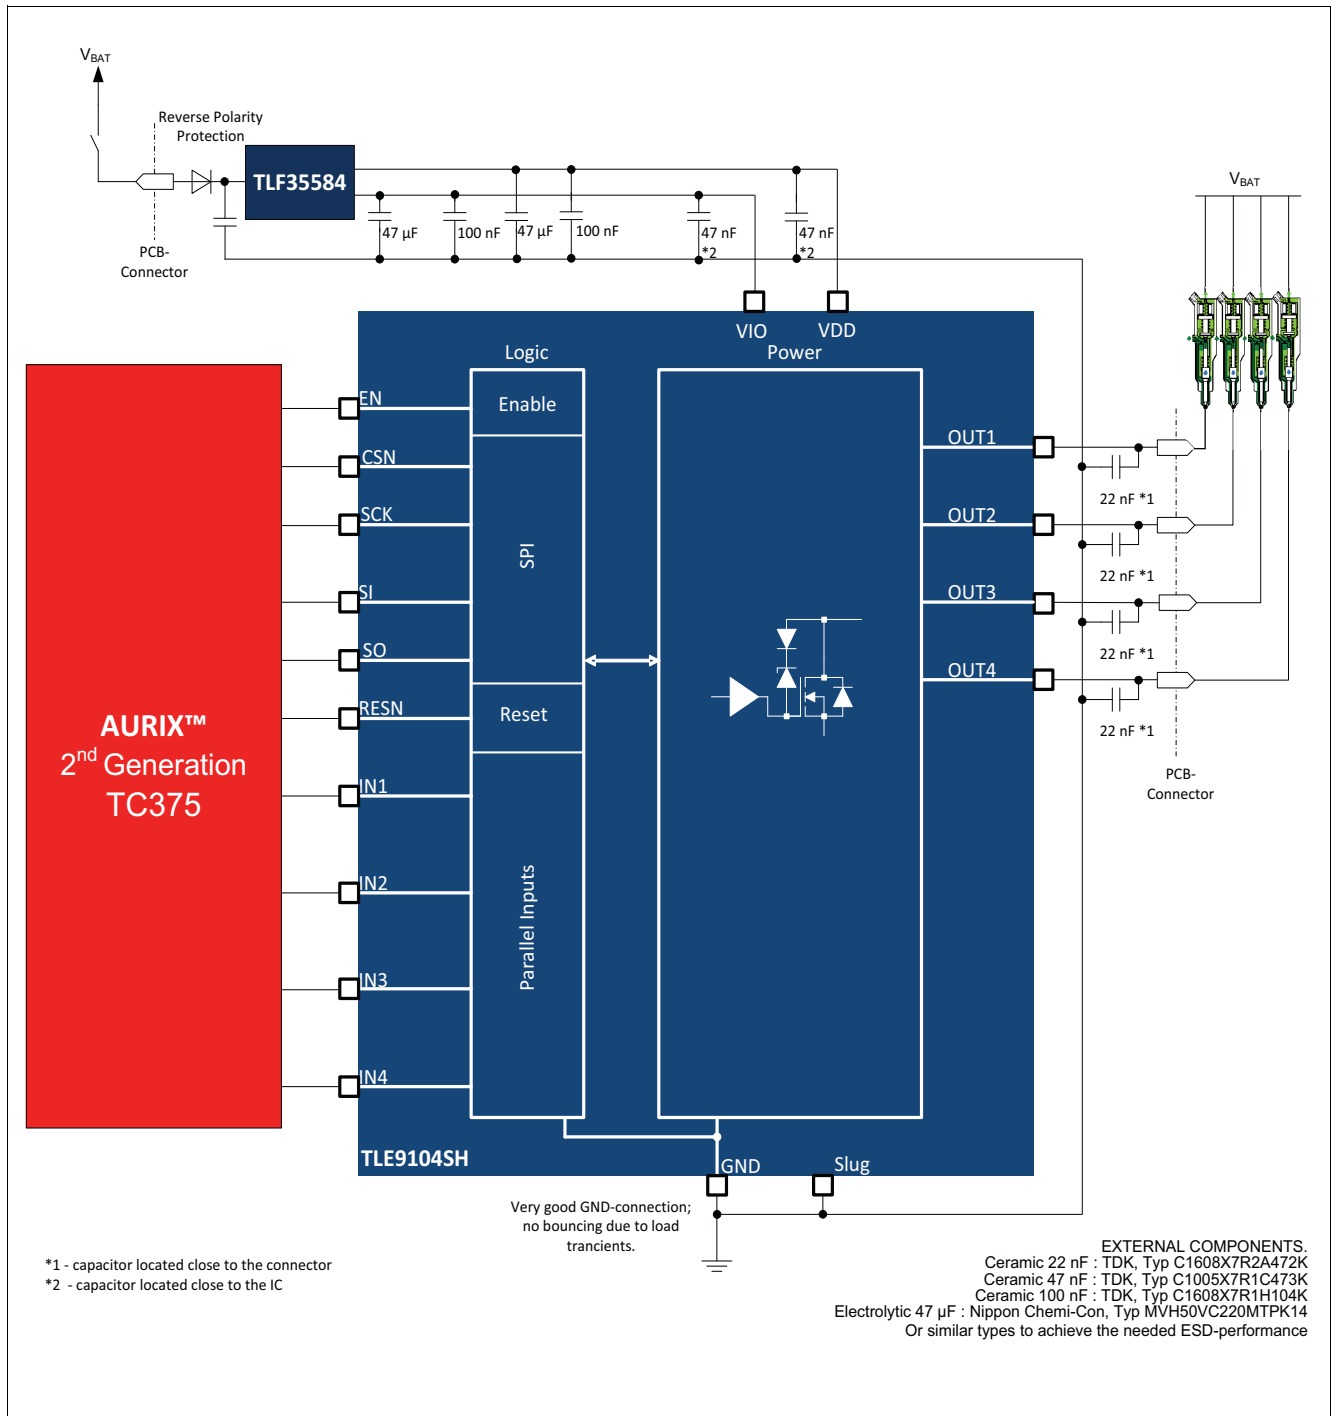 VBAT
Reverse Polarity
Protection
TLF35584
47 µF
100 nF
47 µF
100 nF
47 nF
*2
47 nF
*2
PCB-
Connector
VBAT
VIO
VDD
Logic
Power
EN
Enable
CSN
SCK
SI
SO
SPI
RESN
Reset
IN1
IN2
IN3
IN4
Parallel Inputs
OUT1
OUT2
OUT3
OUT4
22 nF *1
22 nF *1
22 nF *1
22 nF *1
PCB-
Connector
AURIX™
2nd Generation
TC375
TLE9104SH
GND
Slug
Very good GND-connection;
no bouncing due to load
trancients.
*1 - capacitor located close to the connector
*2 - capacitor located close to the IC
EXTERNAL COMPONENTS.
Ceramic 22 nF : TDK, Typ C1608X7R2A472K
Ceramic 47 nF : TDK, Typ C1005X7R1C473K
Ceramic 100 nF : TDK, Typ C1608X7R1H104K
Electrolytic 47 µF : Nippon Chemi-Con, Typ MVH50VC220MTPK14
Or similar types to achieve the needed ESD-performance